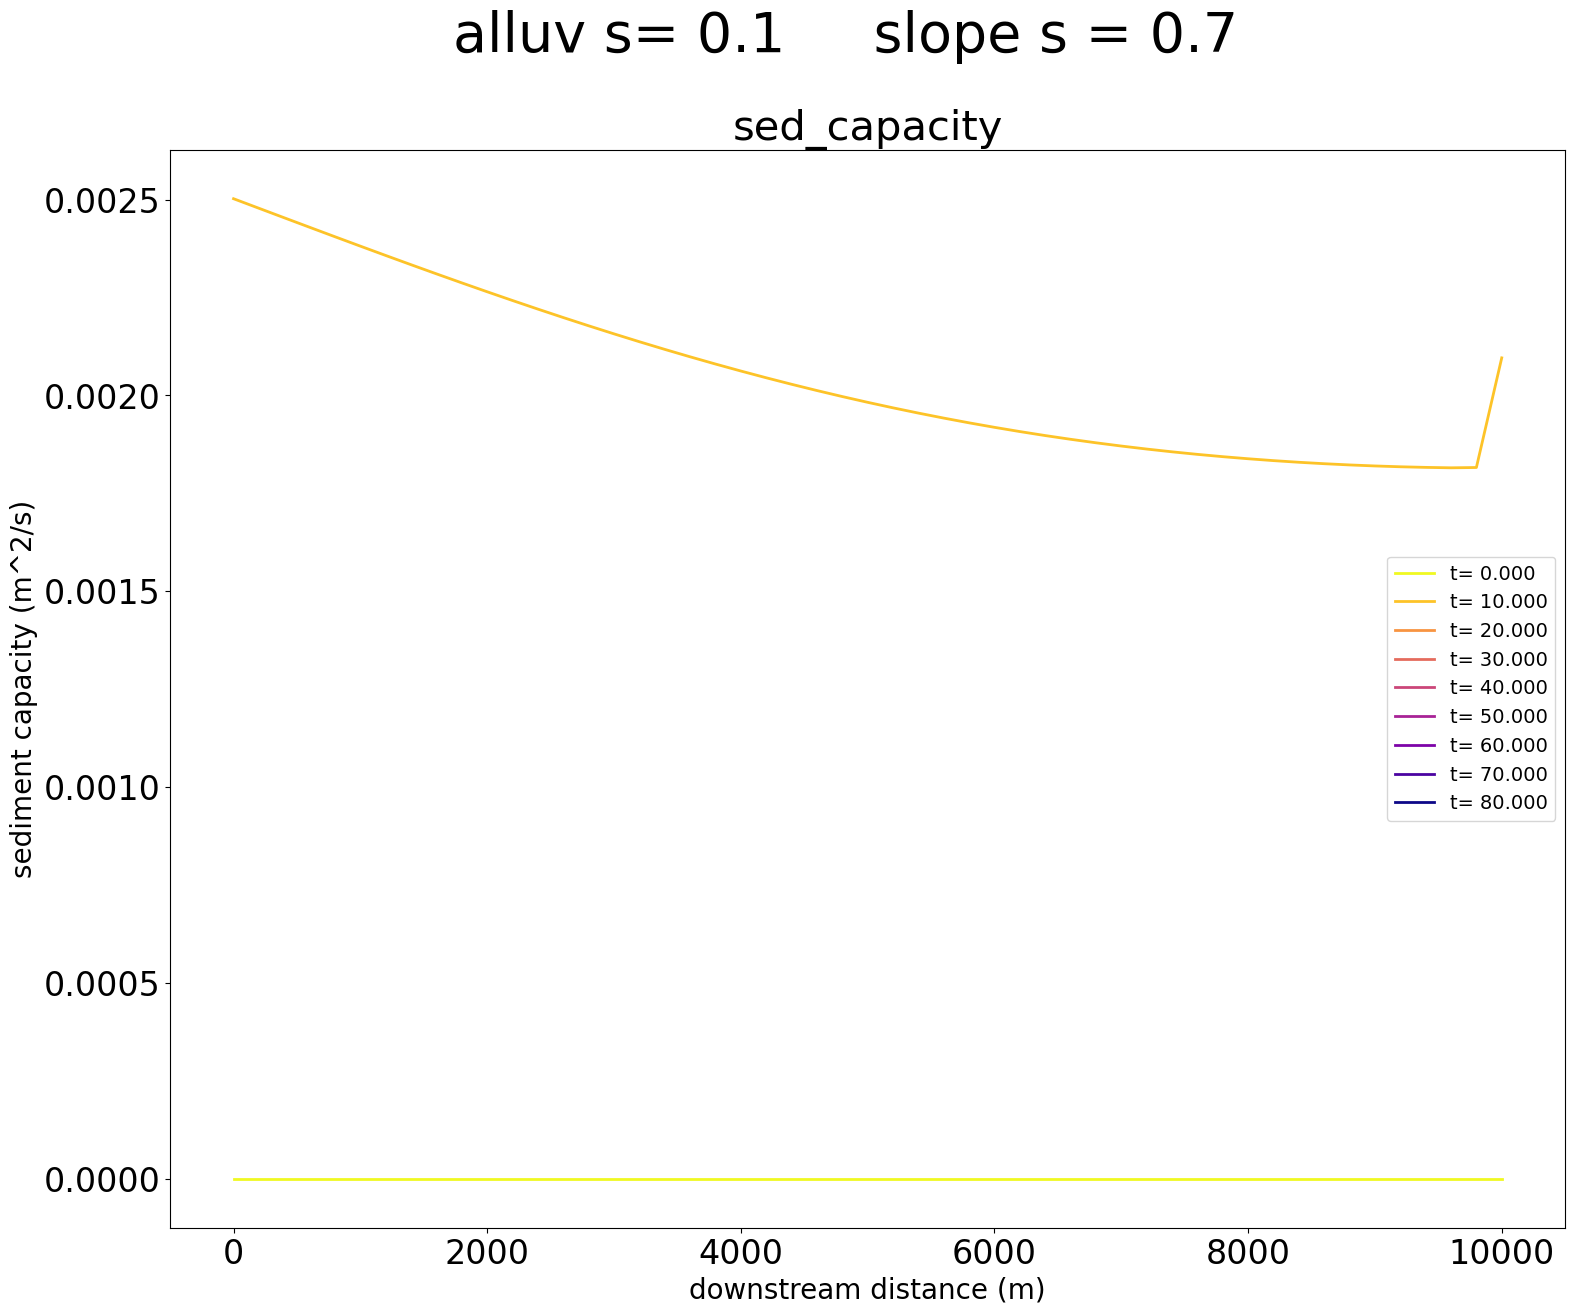 alluv s= 0.1 slope s = 0.7
sed_capacity
0.0025
0.0020
0.0015
0.0010
0.0005
0.0000
sediment capacity (m^2/s)
t= 0.000
t= 10.000
t= 20.000
t= 30.000
t= 40.000
t= 50.000
t= 60.000
t= 70.000
t= 80.000
0 2000 4000 6000 8000 10000
downstream distance (m)